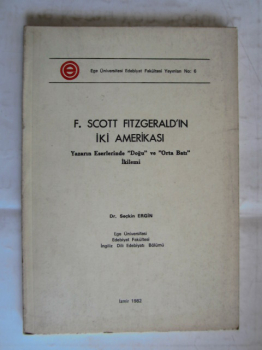 Ege Üniversitesi Edebiyat Fakültesi Yayınları No: 8
F. SCOTT FITZGERALD'IN
İKİ AMERİKASI
Yazarın Eserlerinde "Doğu" ve "Orta Batı"
İkilemi
Dr. Seçkin ERGİN
Ege Üniversitesi
Edebiyat Fakültesi
İngiliz Dili Edebiyatı Bölümü
İzmir 1982